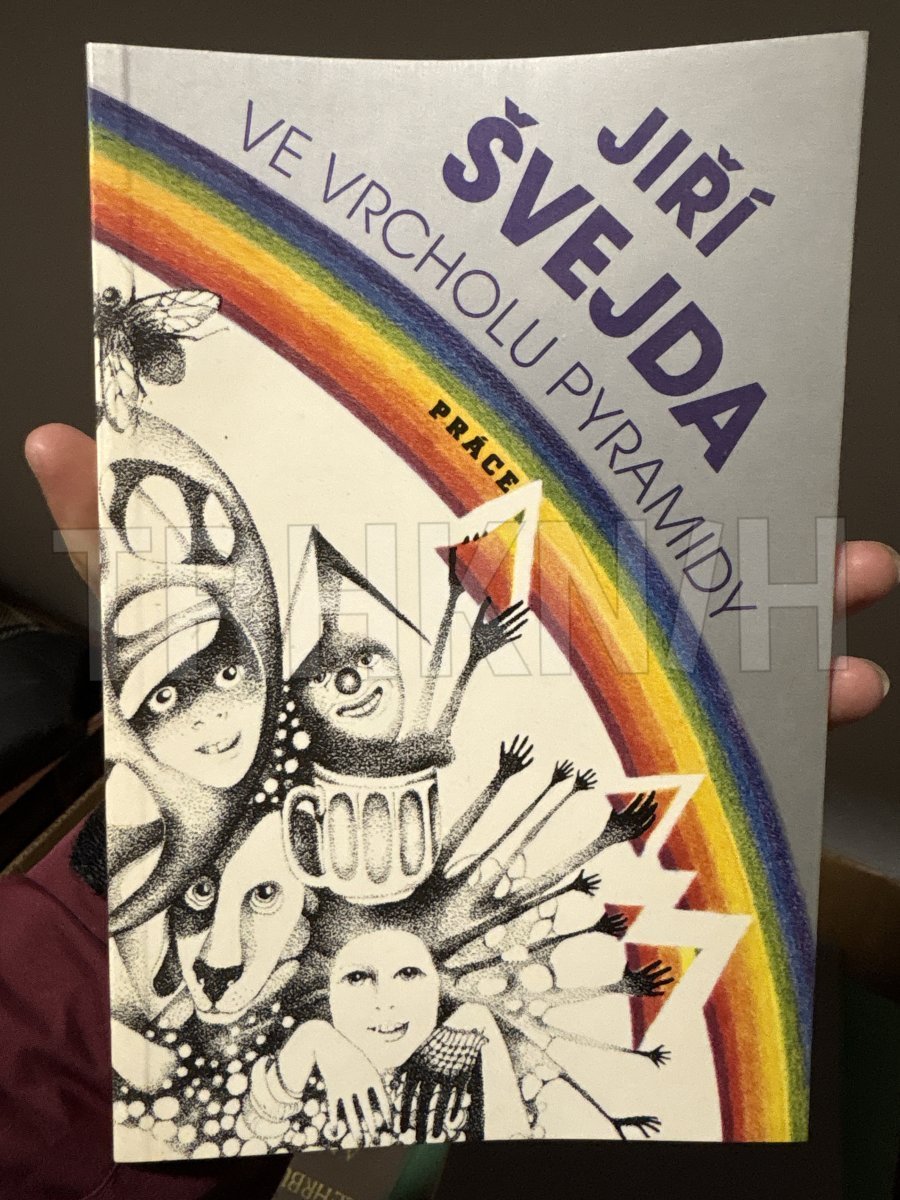 JIŘÍ
ŠVEJDA
VE VRCHOLU PYRAMIDY
PRÁCE